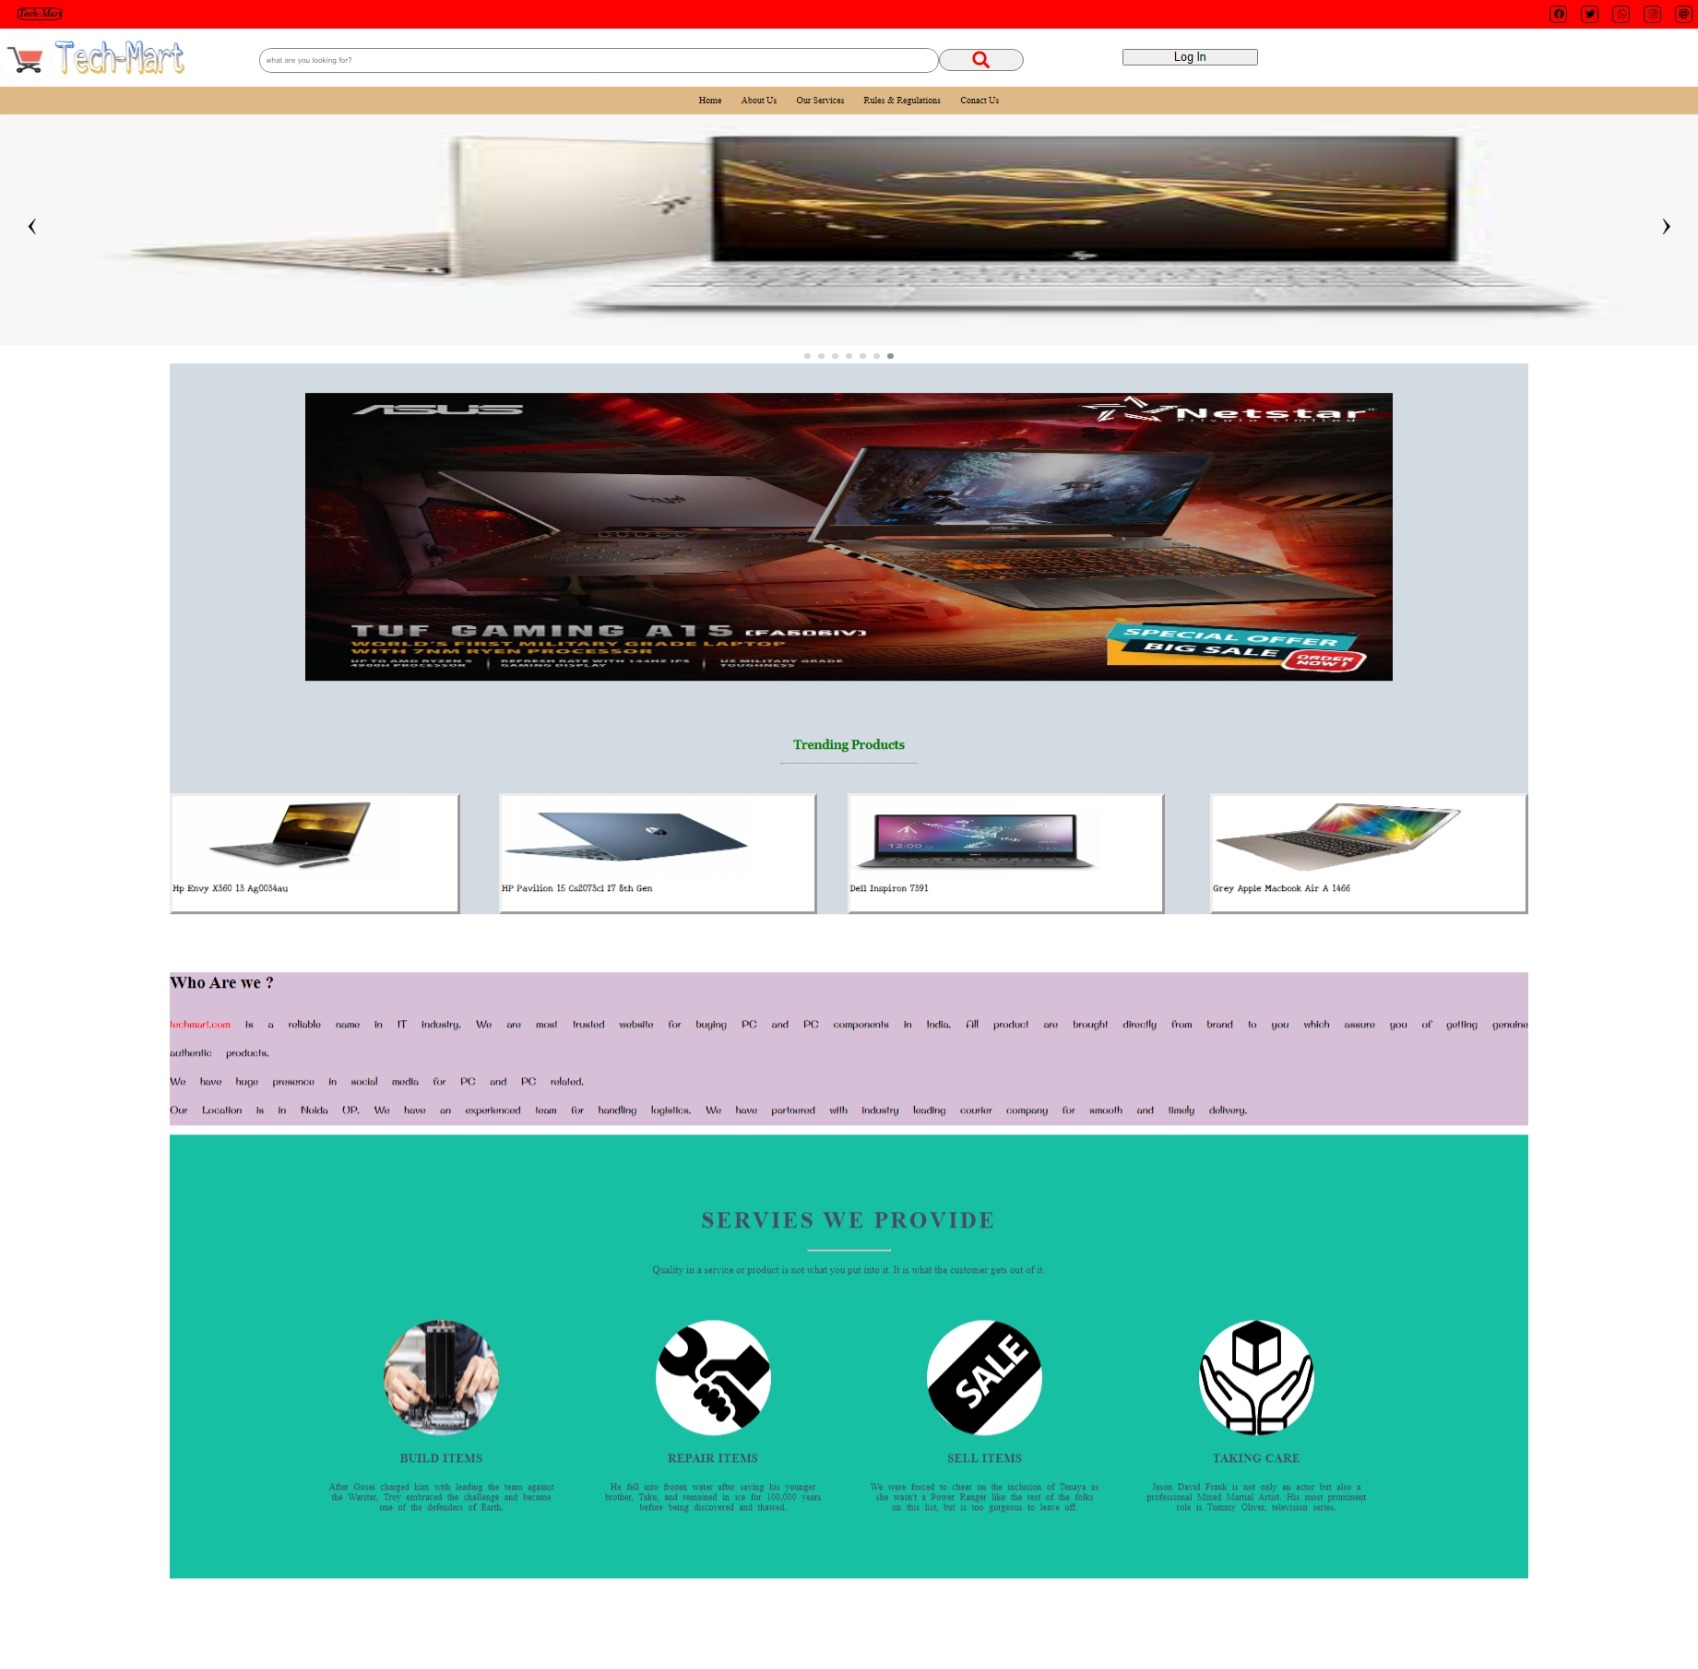 Tech-Mart
Tech-Mart
what are you looking for?
Log In
Home About Us Our Services Rules & Regulations Conact Us
ASUS
Netstar
Private Limited
TUF GAMING A15 (FA506IV)
WORLD'S FIRST MILITARY GRADE LAPTOP
WITH 7NM RYEN PROCESSOR
UP TO AMD RYZEN 9
4900H PROCESSOR
REFRESH RATE WITH 144HZ IPS
GAMING DISPLAY
US MILITARY GRADE
TOUGHNESS
SPECIAL OFFER
BIG SALE
ORDER
NOW!
Trending Products
Hp Envy X360 13 Ag0034au
HP Pavilion 15 Cs2073cl I7 8th Gen
12:00
Dell Inspiron 7391
Grey Apple Macbook Air A 1466
Who Are we ?
techmart.com is a reliable name in IT industry. We are most trusted website for buying PC and PC components in India. All product are brought directly from brand to you which assure you of getting genuine
authentic products.
We have huge presence in social media for PC and PC related.
Our Location is in Noida UP. We have an experienced team for handling logistics. We have partnered with industry leading courier company for smooth and timely delivery.
SERVIES WE PROVIDE
Quality in a service or product is not what you put into it. It is what the customer gets out of it.
SALE
BUILD ITEMS
After Gosei charged him with leading the team against
the Warstar, Troy embraced the challenge and became
one of the defenders of Earth.
REPAIR ITEMS
He fell into frozen water after saving his younger
brother, Taku, and remained in ice for 100,000 years
before being discovered and thawed.
SELL ITEMS
We were forced to cheat on the inclusion of Tenaya as
she wasn't a Power Ranger like the rest of the folks
on this list, but is too gorgeous to leave off.
TAKING CARE
Jason David Frank is not only an actor but also a
professional Mixed Martial Artist. His most prominent
role is Tommy Oliver, television series.